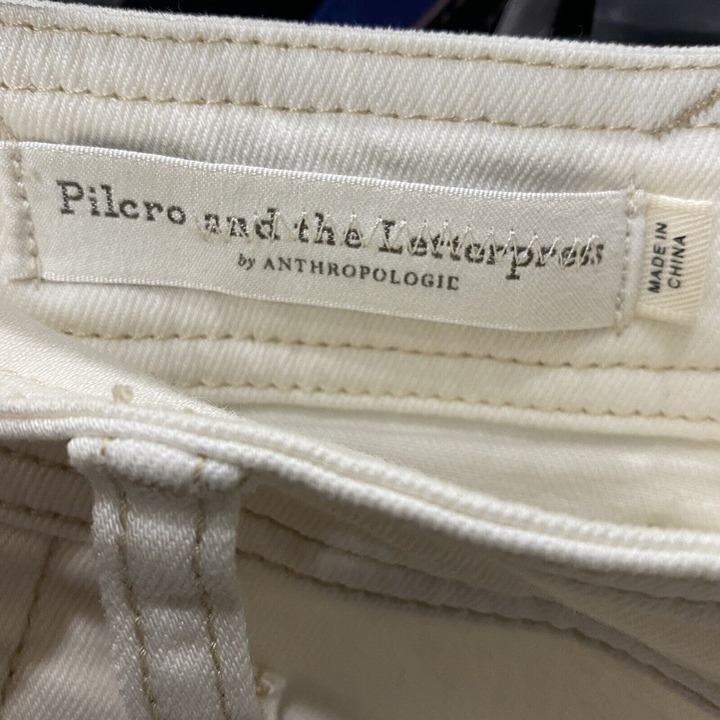 Pilcro and the Letterpress
by ANTHROPOLOGIE
MADE IN
CHINA